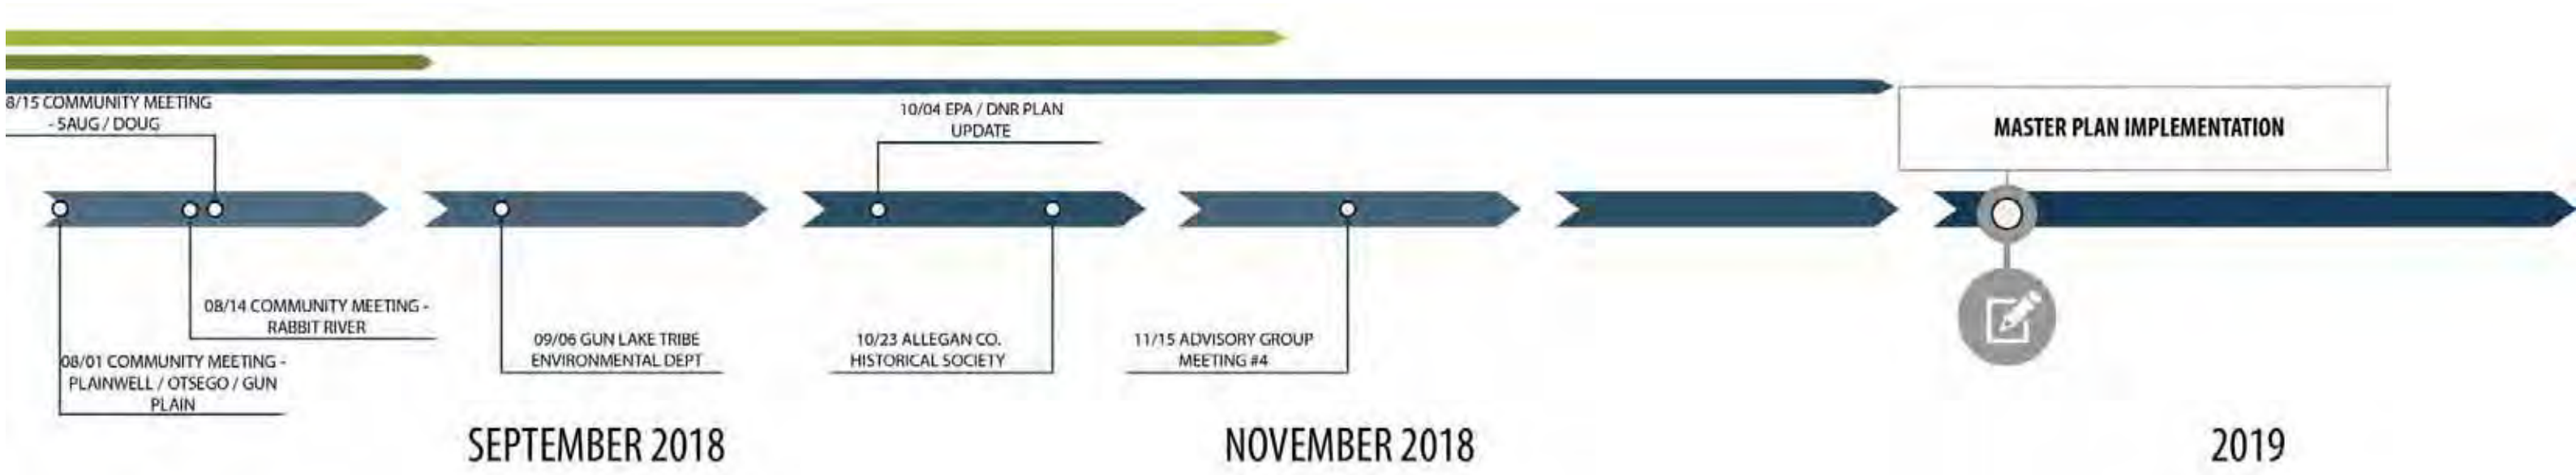 8/15 COMMUNITY MEETING
- SAUG / DOUG
10/04 EPA / DNR PLAN
UPDATE
MASTER PLAN IMPLEMENTATION
08/14 COMMUNITY MEETING -
RABBIT RIVER
08/01 COMMUNITY MEETING -
PLAINWELL / OTSEGO / GUN
PLAIN
09/06 GUN LAKE TRIBE
ENVIRONMENTAL DEPT
10/23 ALLEGAN CO.
HISTORICAL SOCIETY
11/15 ADVISORY GROUP
MEETING #4
SEPTEMBER 2018
NOVEMBER 2018
2019